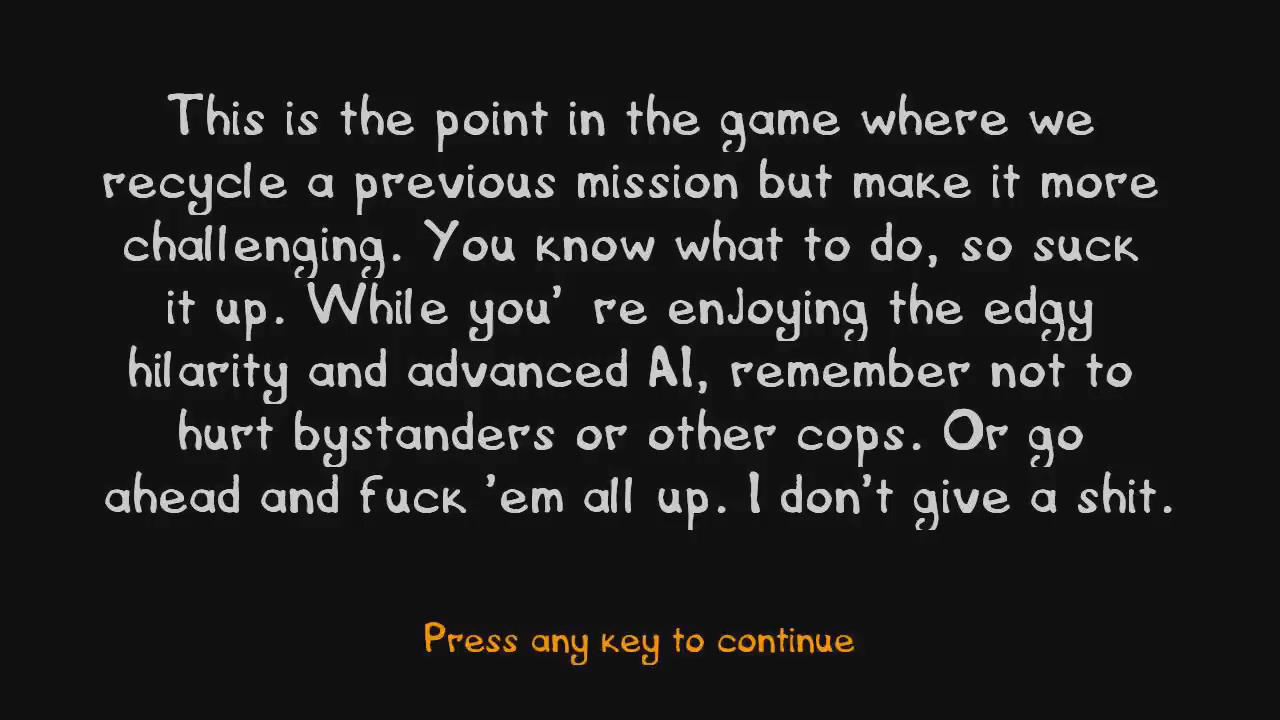 This is the point in the game where we
recycle a previous mission but make it more
challenging. You know what to do, so suck
it up. While you' re enjoying the edgy
hilarity and advanced AI, remember not to
hurt bystanders or other cops. Or go
ahead and fuck 'em all up. I don't give a shit.
Press any key to continue